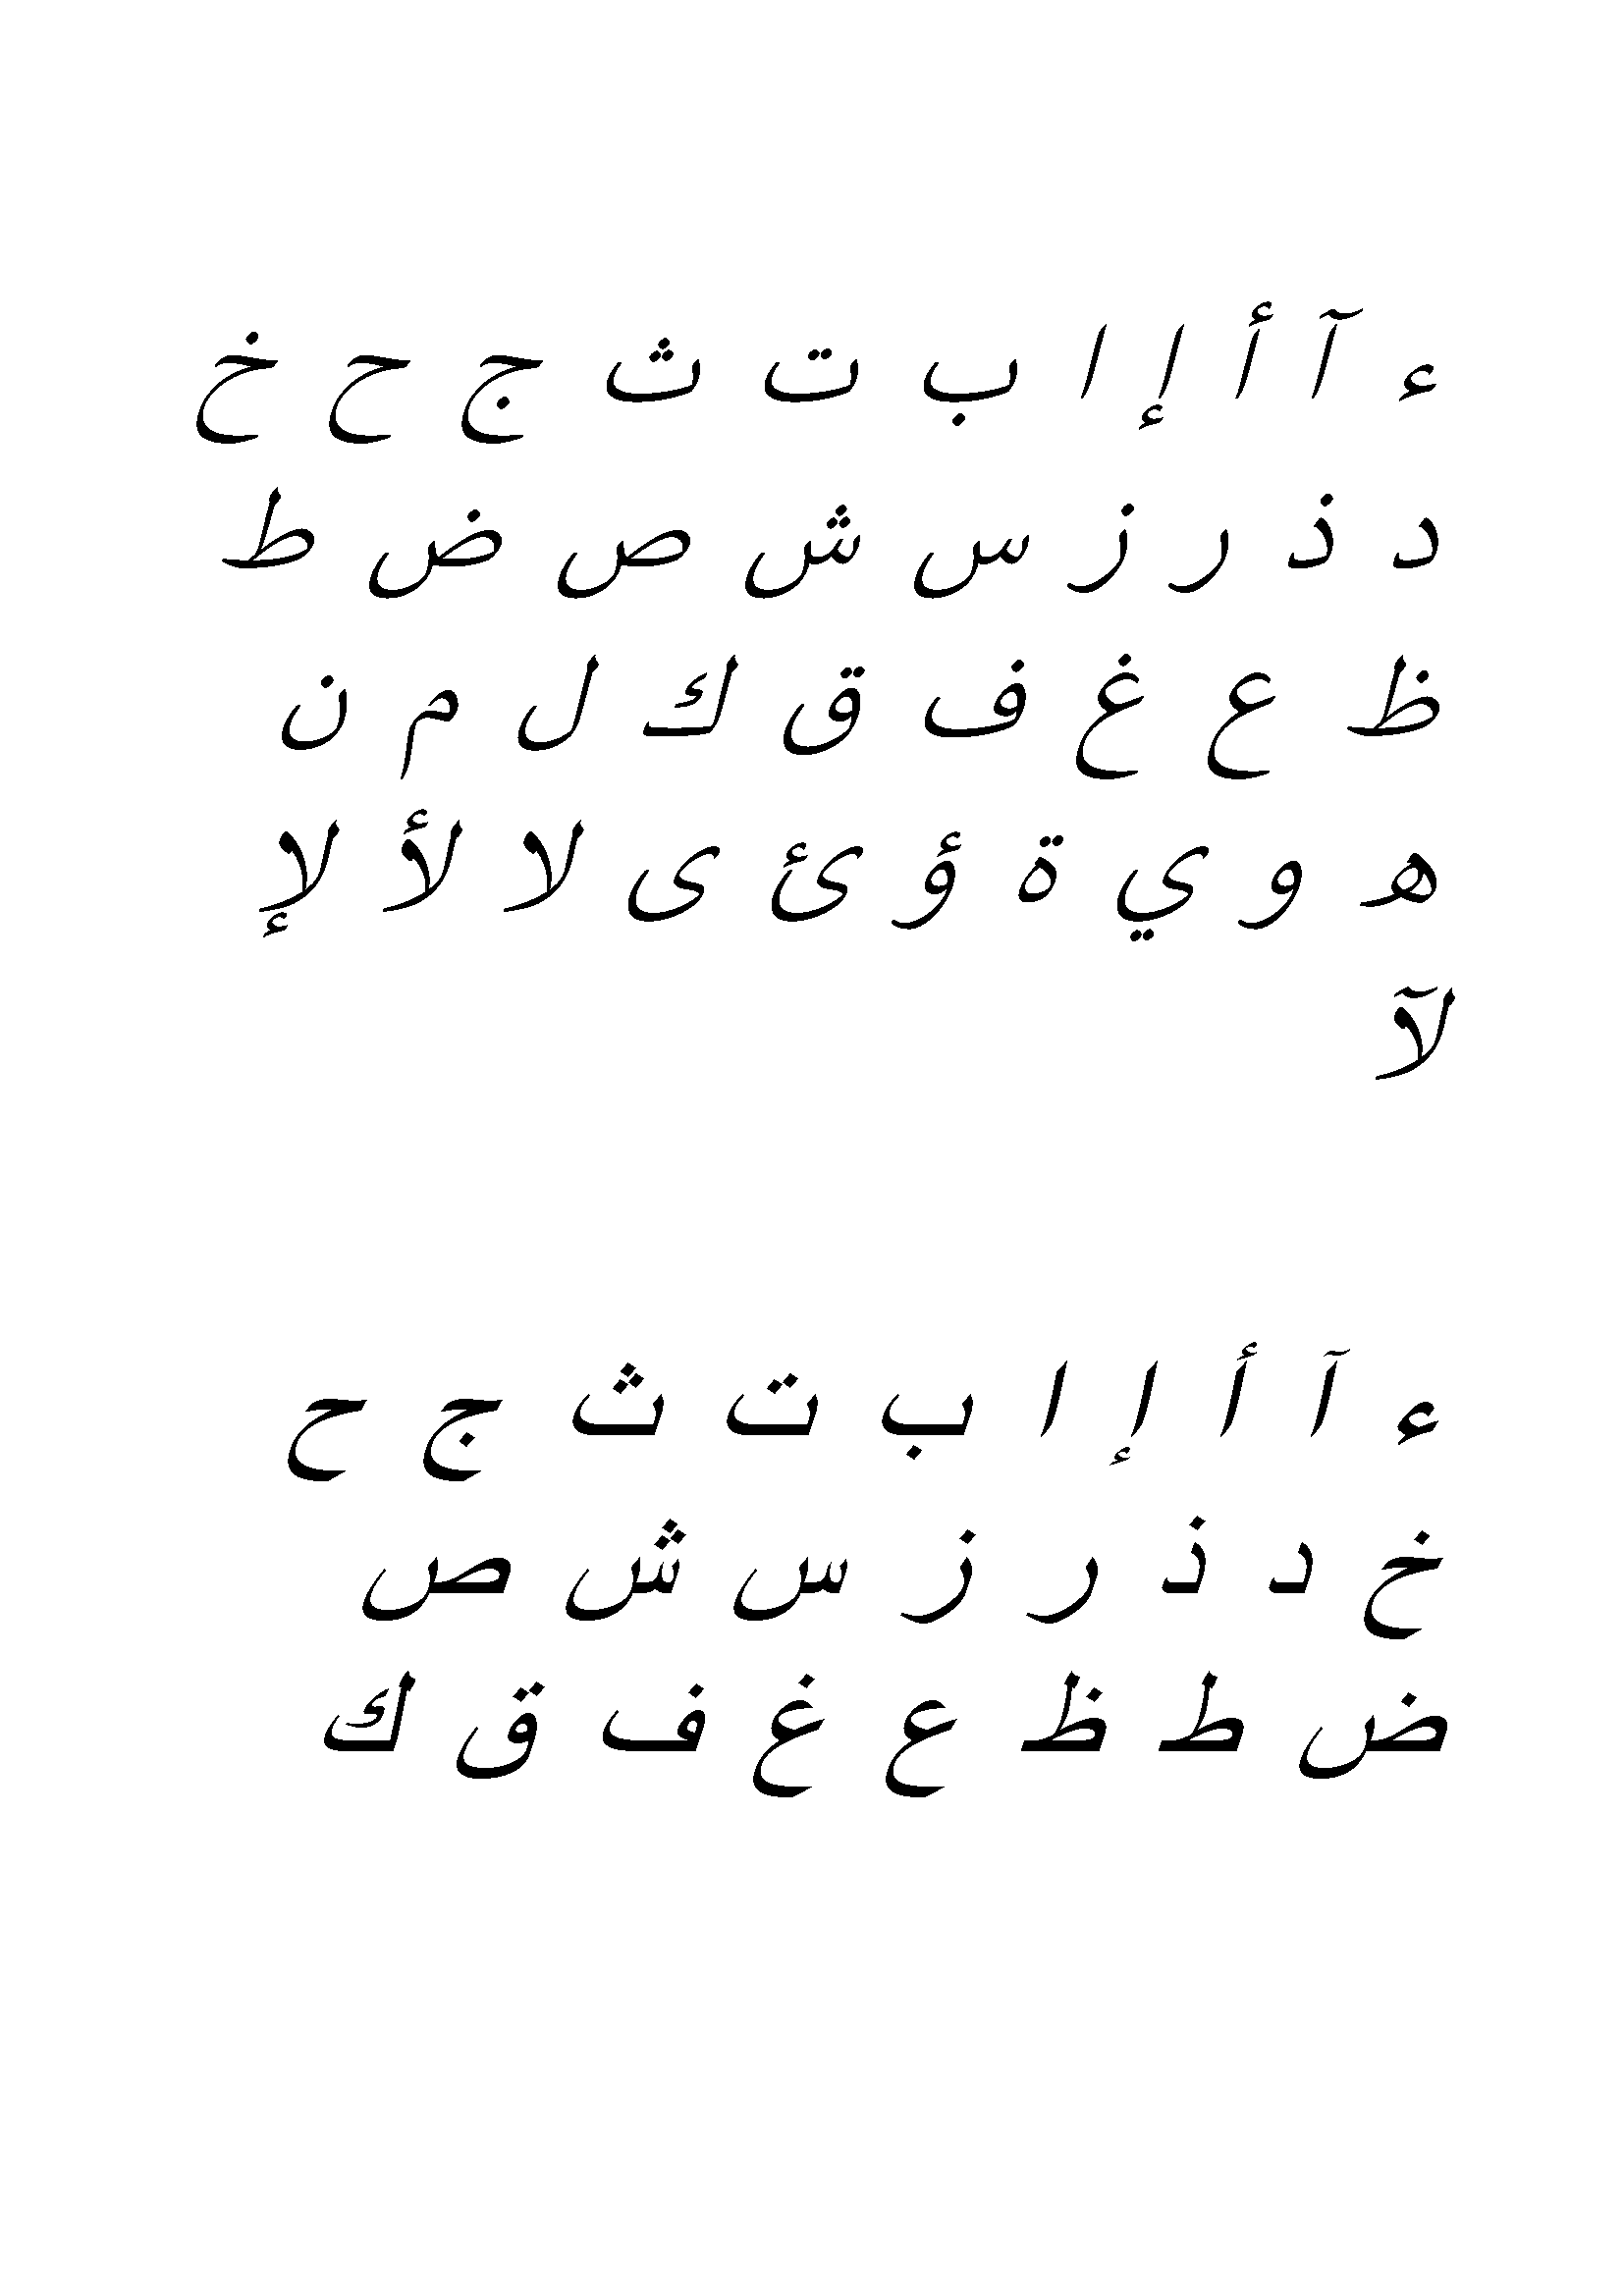 ء آ أ إ ا ب ت ث ج ح خ
د ذ ر ز س ش ص ض ط
ظ ع غ ف ق ك ل م ن
ه و ي ة ؤ ئ ى لا لأ لإ
لآ
ء آ أ إ ا ب ت ث ج ح
خ د ذ ر ز س ش ص
ض ط ظ ع غ ف ق ك